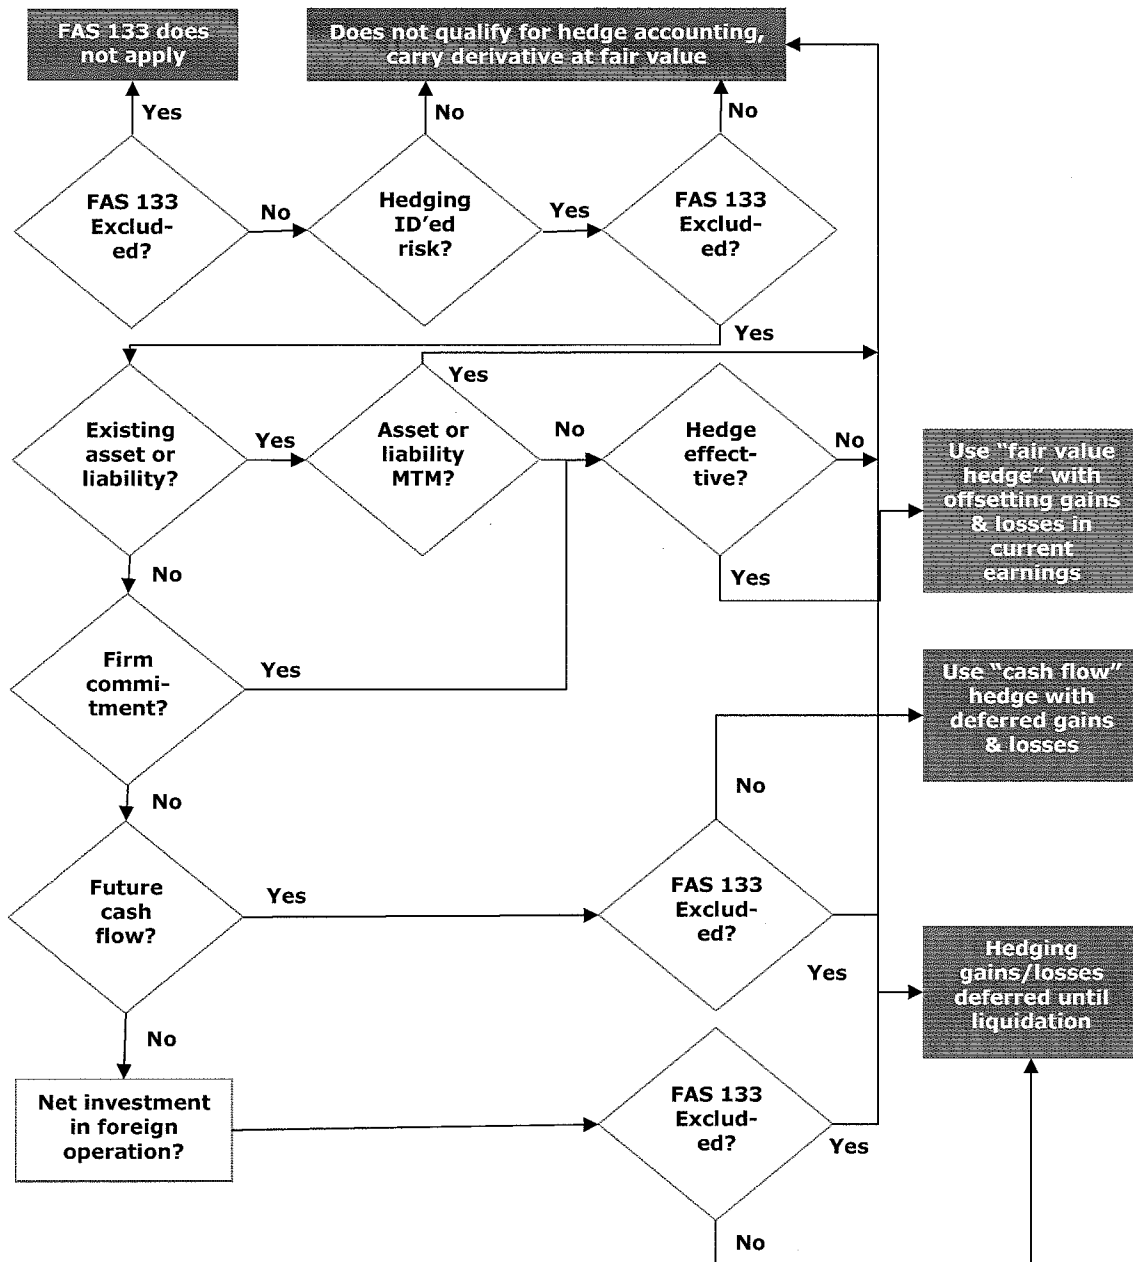 FAS 133 does
not apply
Does not qualify for hedge accounting,
carry derivative at fair value
Yes
No
No
FAS 133
Exclud-
ed?
No
Hedging
ID'ed
risk?
Yes
FAS 133
Exclud-
ed?
Yes
Existing
asset or
liability?
Yes
Yes
Asset or
liability
MTM?
No
Hedge
effect-
tive?
No
Use “fair value
hedge” with
offsetting gains
& losses in
current
earnings
No
Yes
Firm
commi-
tment?
Yes
Use “cash flow”
hedge with
deferred gains
& losses
No
No
Future
cash
flow?
Yes
FAS 133
Exclud-
ed?
Yes
Hedging
gains/losses
deferred until
liquidation
No
Net investment
in foreign
operation?
FAS 133
Exclud-
ed?
Yes
No